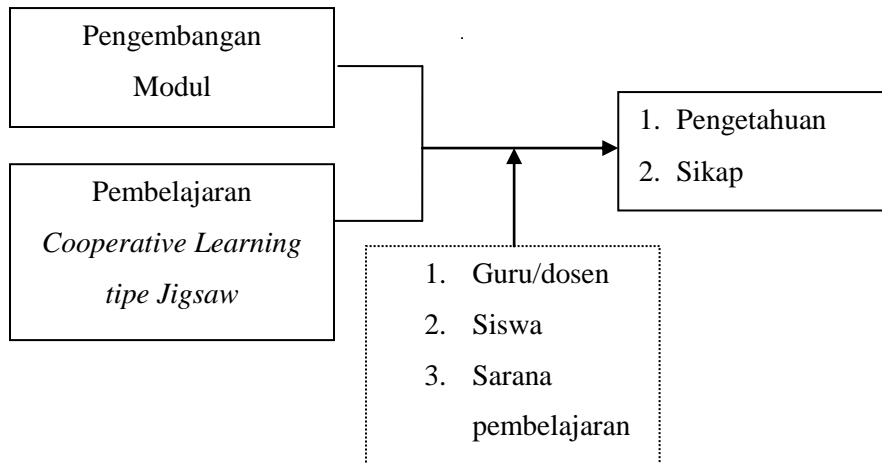 Pengembangan
Modul
Pembelajaran
Cooperative Learning
tipe Jigsaw
1. Pengetahuan
2. Sikap
1. Guru/dosen
2. Siswa
3. Sarana
pembelajaran